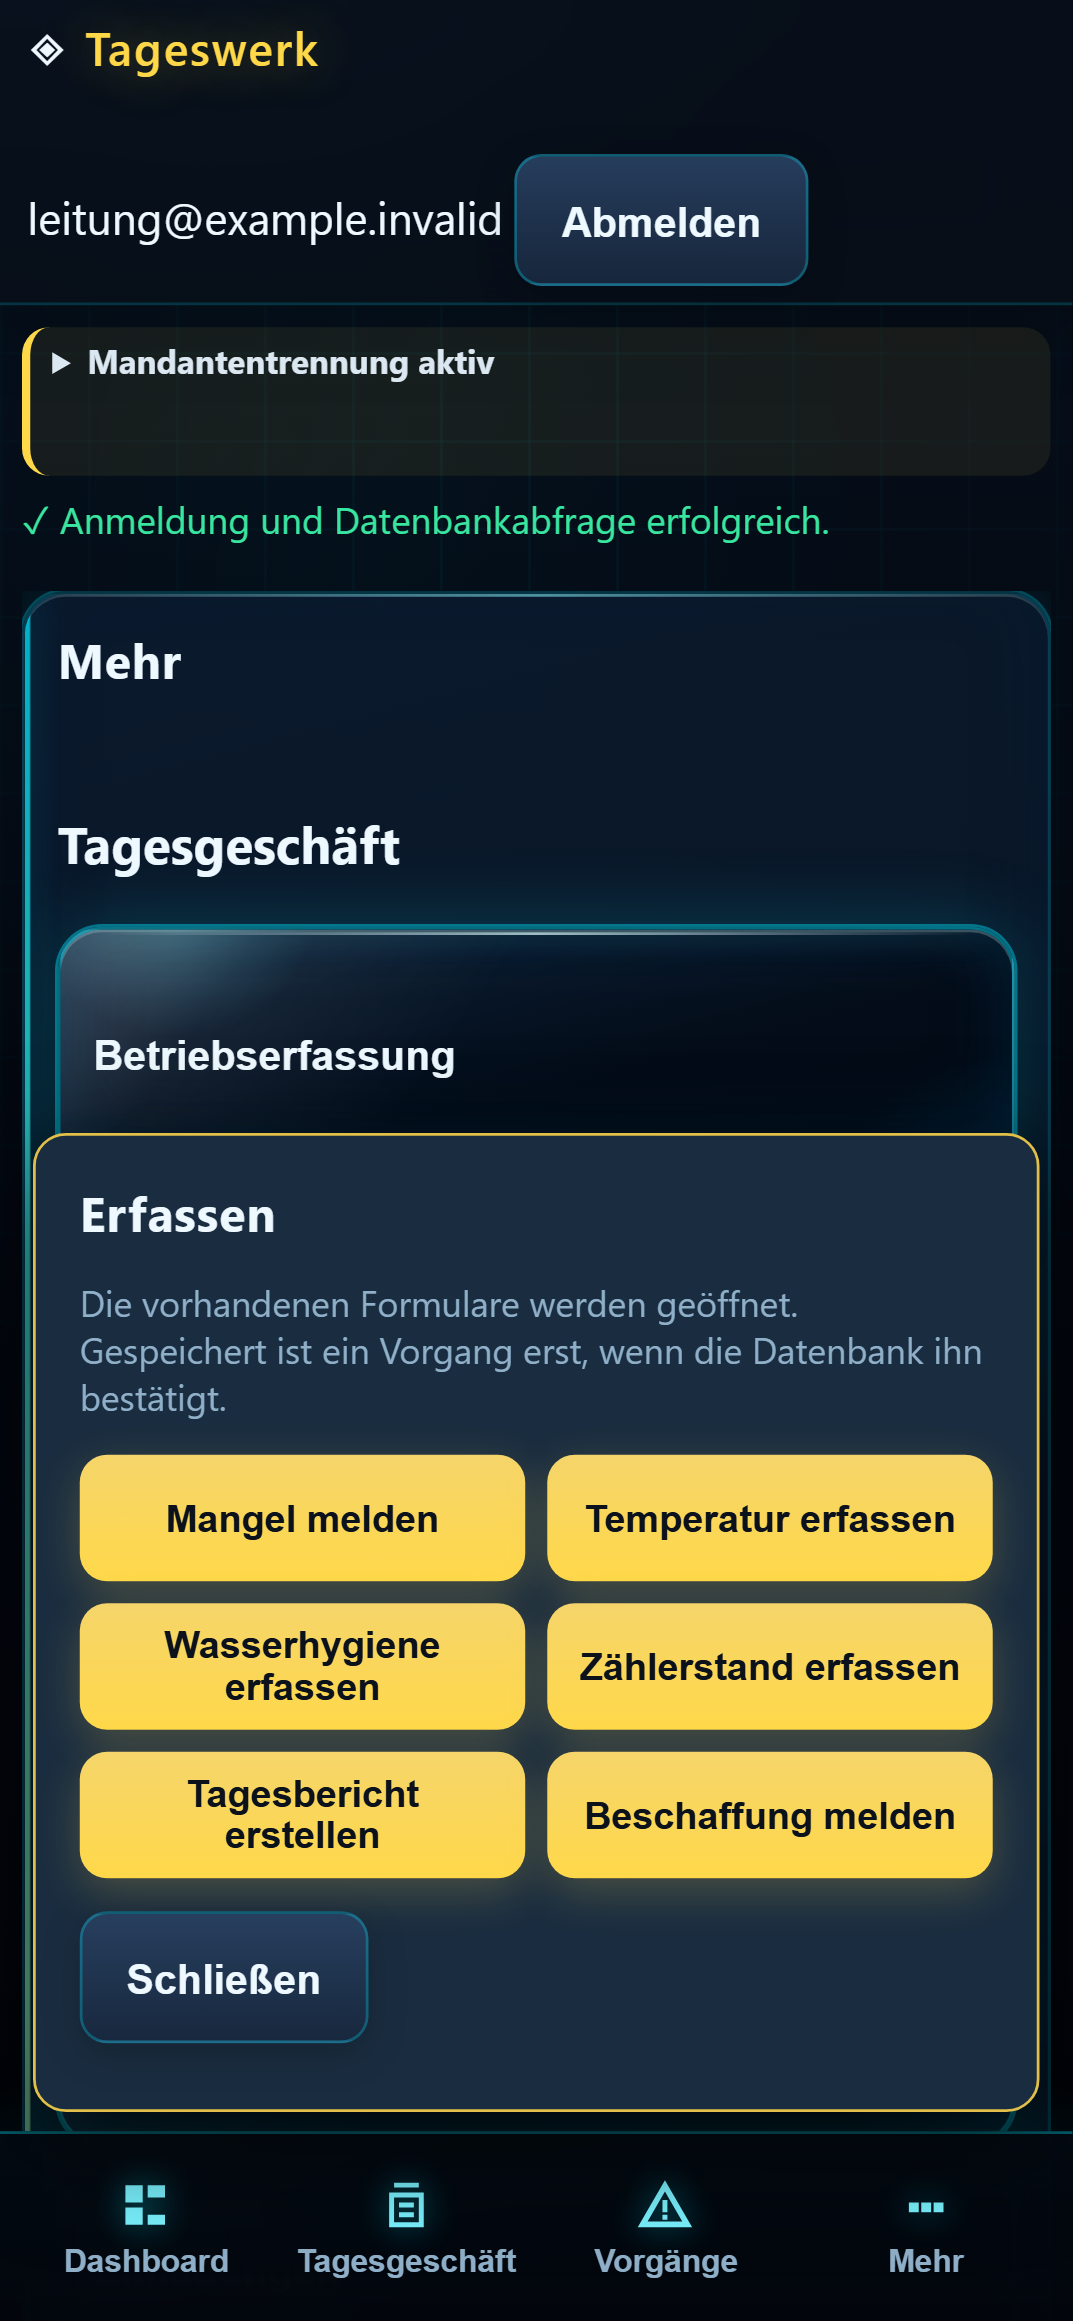 Tageswerk
leitung@example.invalid
Abmelden
Mandantentrennung aktiv
✓ Anmeldung und Datenbankabfrage erfolgreich.
Mehr
Tagesgeschäft
Betriebserfassung
Erfassen
Die vorhandenen Formulare werden geöffnet.
Gespeichert ist ein Vorgang erst, wenn die Datenbank ihn
bestätigt.
Mangel melden
Temperatur erfassen
Wasserhygiene
erfassen
Zählerstand erfassen
Tagesbericht
erstellen
Beschaffung melden
Schließen
Dashboard
Tagesgeschäft
Vorgänge
Mehr